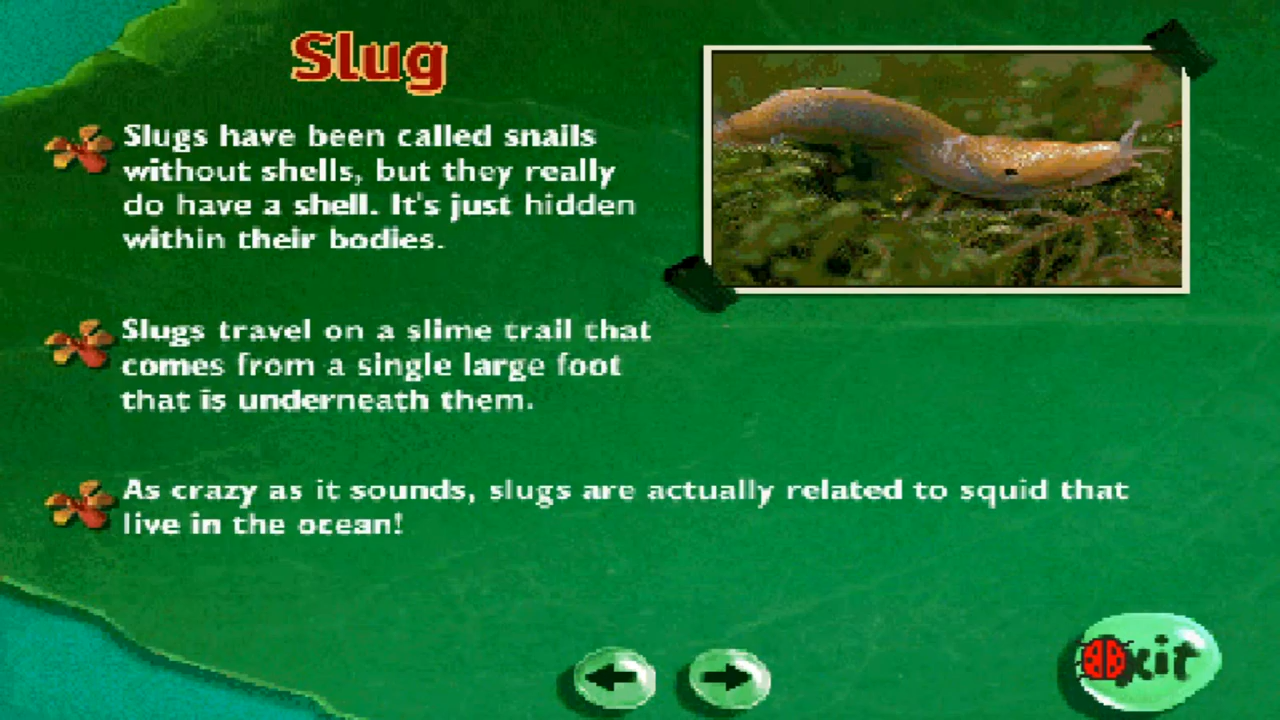 Slug
Slugs have been called snails
without shells, but they really
do have a shell. It's just hidden
within their bodies.
Slugs travel on a slime trail that
comes from a single large foot
that is underneath them.
As crazy as it sounds, slugs are actually related to squid that
live in the ocean!
Exit